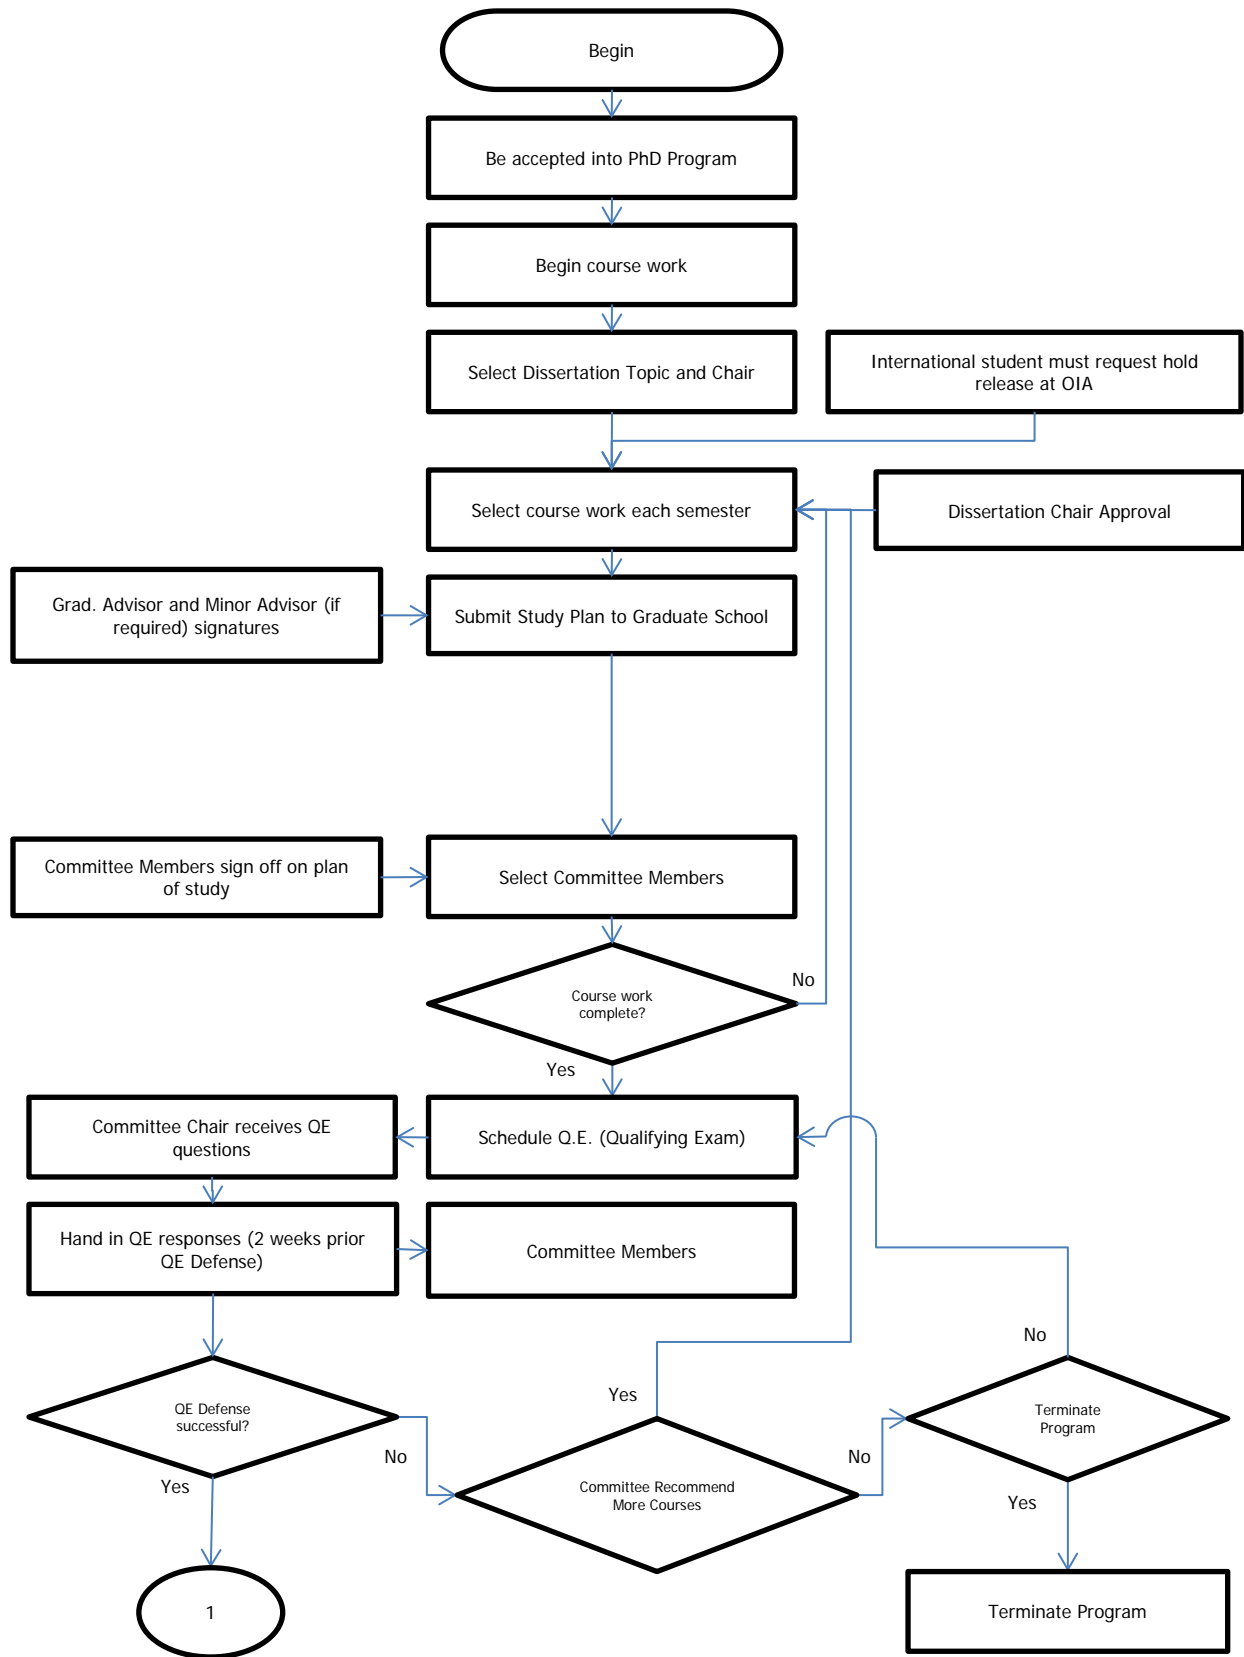 Begin
Be accepted into PhD Program
Begin course work
Select Dissertation Topic and Chair
International student must request hold
release at OIA
Select course work each semester
Dissertation Chair Approval
Grad. Advisor and Minor Advisor (if
required) signatures
Submit Study Plan to Graduate School
Committee Members sign off on plan
of study
Select Committee Members
Course work
complete?
No
Yes
Committee Chair receives QE
questions
Schedule Q.E. (Qualifying Exam)
Hand in QE responses (2 weeks prior
QE Defense)
Committee Members
QE Defense
successful?
No
Yes
Committee Recommend
More Courses
Yes
No
Terminate
Program
No
Yes
1
Terminate Program